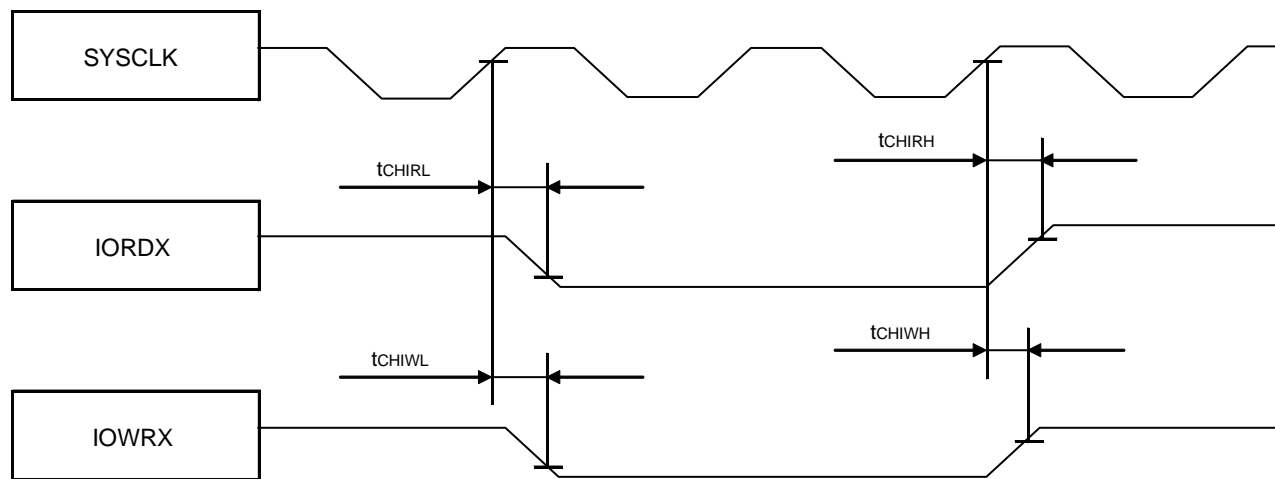 SYSCLK
tCHIRH
tCHIRL
IORDX
tCHIWH
tCHIWL
IOWRX